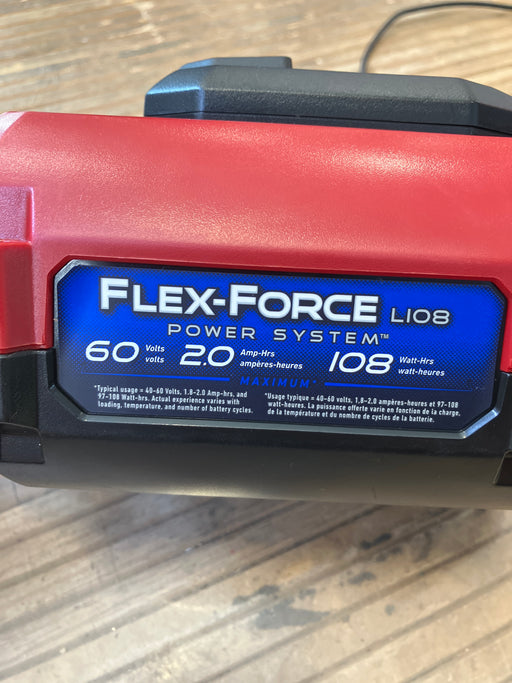 FLEX-FORCE L108
POWER SYSTEM™
60 Volts volts 2.0 Amp-Hrs ampères-heures 108 Watt-Hrs watt-heures
MAXIMUM*
*Typical usage = 40-60 Volts, 1.8-2.0 Amp-hrs, and
97-108 Watt-hrs. Actual experience varies with
loading, temperature, and number of battery cycles.
*Usage typique = 40-60 volts, 1,8-2,0 ampères-heures et 97-108
watt-heures. La puissance offerte varie en fonction de la charge,
de la température et du nombre de cycles de la batterie.